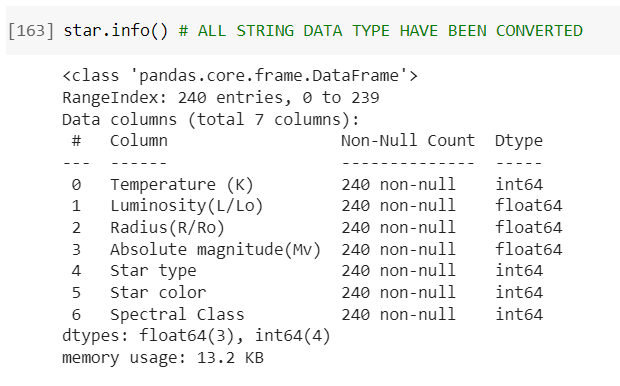 [163] star.info() # ALL STRING DATA TYPE HAVE BEEN CONVERTED
<class 'pandas.core.frame.DataFrame'>
RangeIndex: 240 entries, 0 to 239
Data columns (total 7 columns):
 #   Column                 Non-Null Count  Dtype
---  ------                 --------------  -----
 0   Temperature (K)        240 non-null    int64
 1   Luminosity(L/Lo)       240 non-null    float64
 2   Radius(R/Ro)           240 non-null    float64
 3   Absolute magnitude(Mv) 240 non-null    float64
 4   Star type              240 non-null    int64
 5   Star color             240 non-null    int64
 6   Spectral Class         240 non-null    int64
dtypes: float64(3), int64(4)
memory usage: 13.2 KB